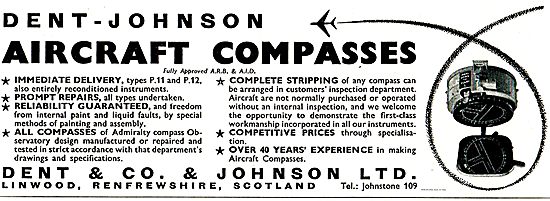 DENT-JOHNSON
AIRCRAFT COMPASSES
Fully Approved A.R.B. & A.I.D.
★ IMMEDIATE DELIVERY, types P.11 and P.12,
also entirely reconditioned instruments.
★ PROMPT REPAIRS, all types undertaken.
★ RELIABILITY GUARANTEED, and freedom
from internal paint and liquid faults, by special
methods of painting and assembly.
★ ALL COMPASSES of Admiralty compass Ob-
servatory design manufactured or repaired and
tested in strict accordance with that department's
drawings and specifications.
★ COMPLETE STRIPPING of any compass can
be arranged in customers' inspection department.
Aircraft are not normally purchased or operated
without an internal inspection, and we welcome
the opportunity to demonstrate the first-class
workmanship incorporated in all our instruments.
★ COMPETITIVE PRICES through specialisa-
tion.
★ OVER 40 YEARS' EXPERIENCE in making
Aircraft Compasses.
DENT & CO. & JOHNSON LTD.
LINWOOD, RENFREWSHIRE, SCOTLAND Tel.: Johnstone 109